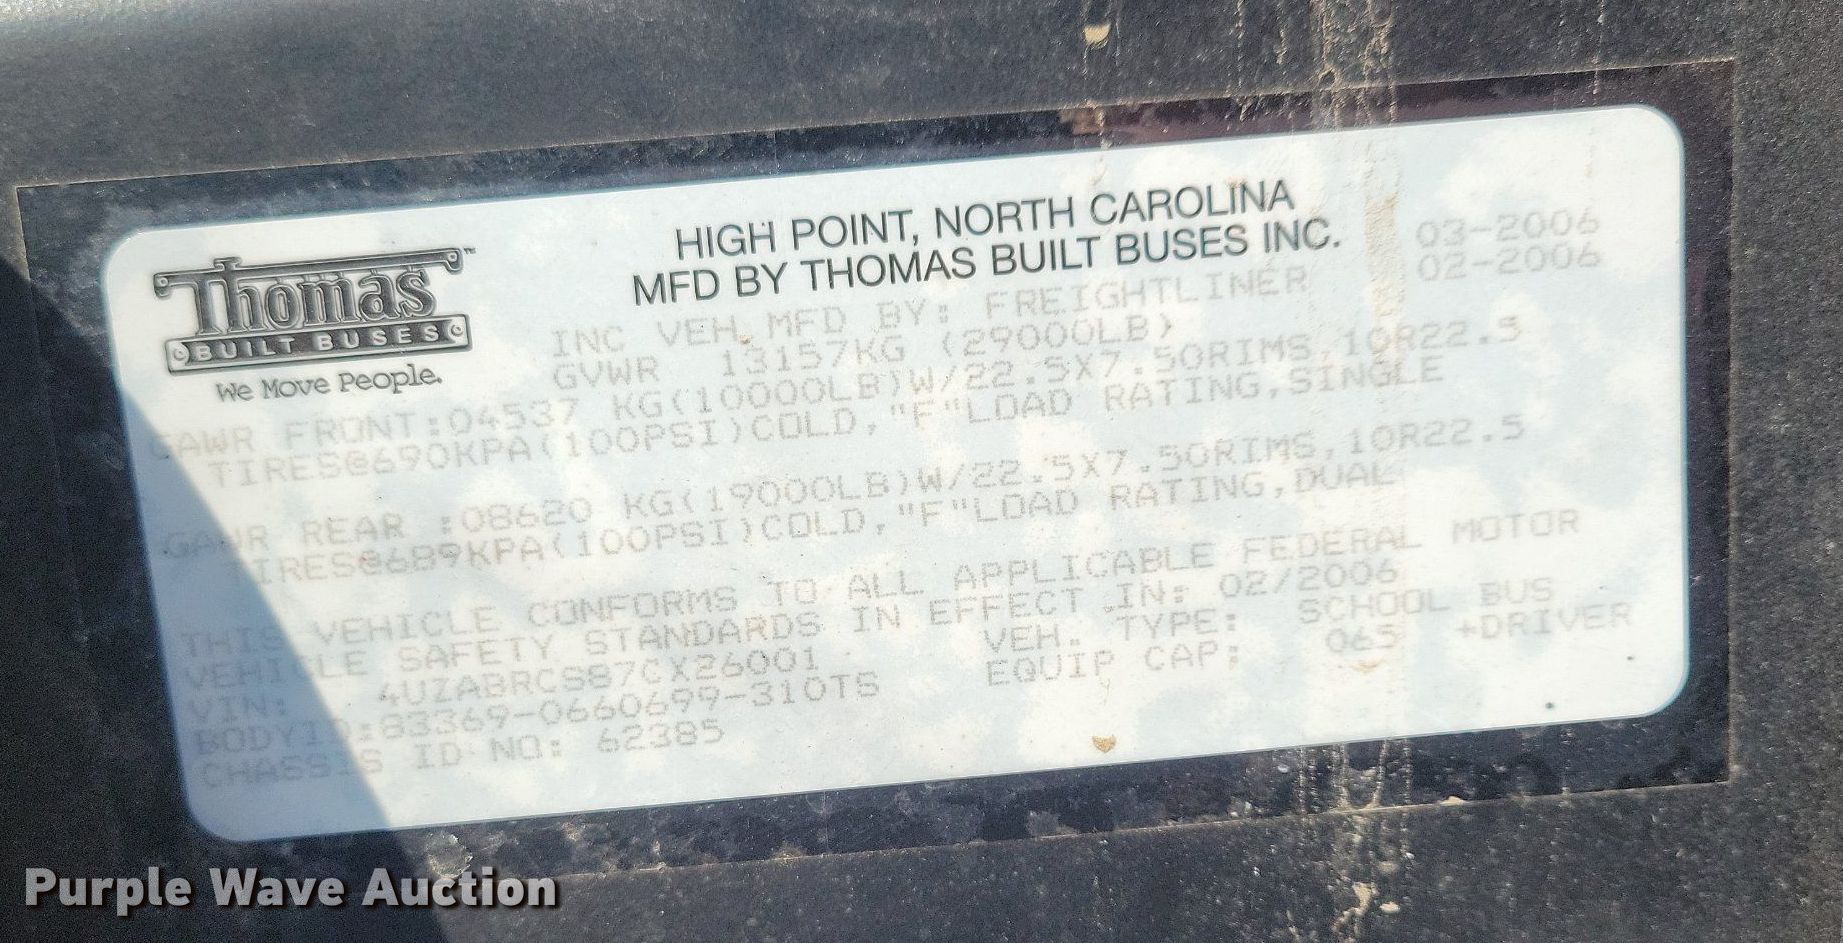 Thomas™
BUILT BUSES
We Move People.
HIGH POINT, NORTH CAROLINA
MFD BY THOMAS BUILT BUSES INC.
03-2006
INC VEH. MFD BY: FREIGHTLINER 02-2006
GVWR 13157KG (29000LB)
GAWR FRONT:04537 KG(10000LB)W/22.5X7.50RIMS,10R22.5
TIRES@690KPA(100PSI)COLD,"F"LOAD RATING,SINGLE
GAWR REAR :08620 KG(19000LB)W/22.5X7.50RIMS,10R22.5
TIRES@689KPA(100PSI)COLD,"F"LOAD RATING,DUAL
THIS VEHICLE CONFORMS TO ALL APPLICABLE FEDERAL MOTOR
VEHICLE SAFETY STANDARDS IN EFFECT IN: 02/2006
VIN: 4UZABRCS87CX26001 VEH. TYPE: SCHOOL BUS
BODY ID:83369-0660699-310TS EQUIP CAP: 065 +DRIVER
CHASSIS ID NO: 62385
Purple Wave Auction